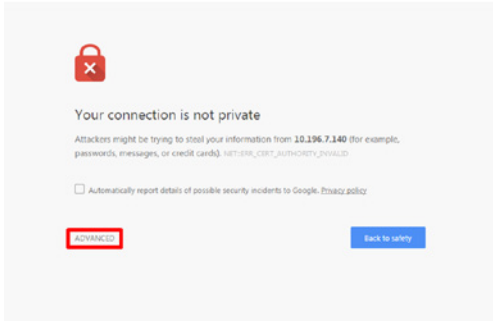 Your connection is not private
Attackers might be trying to steal your information from 10.196.7.140 (for example,
passwords, messages, or credit cards). NET::ERR_CERT_AUTHORITY_INVALID
Automatically report details of possible security incidents to Google. Privacy policy
ADVANCED
Back to safety